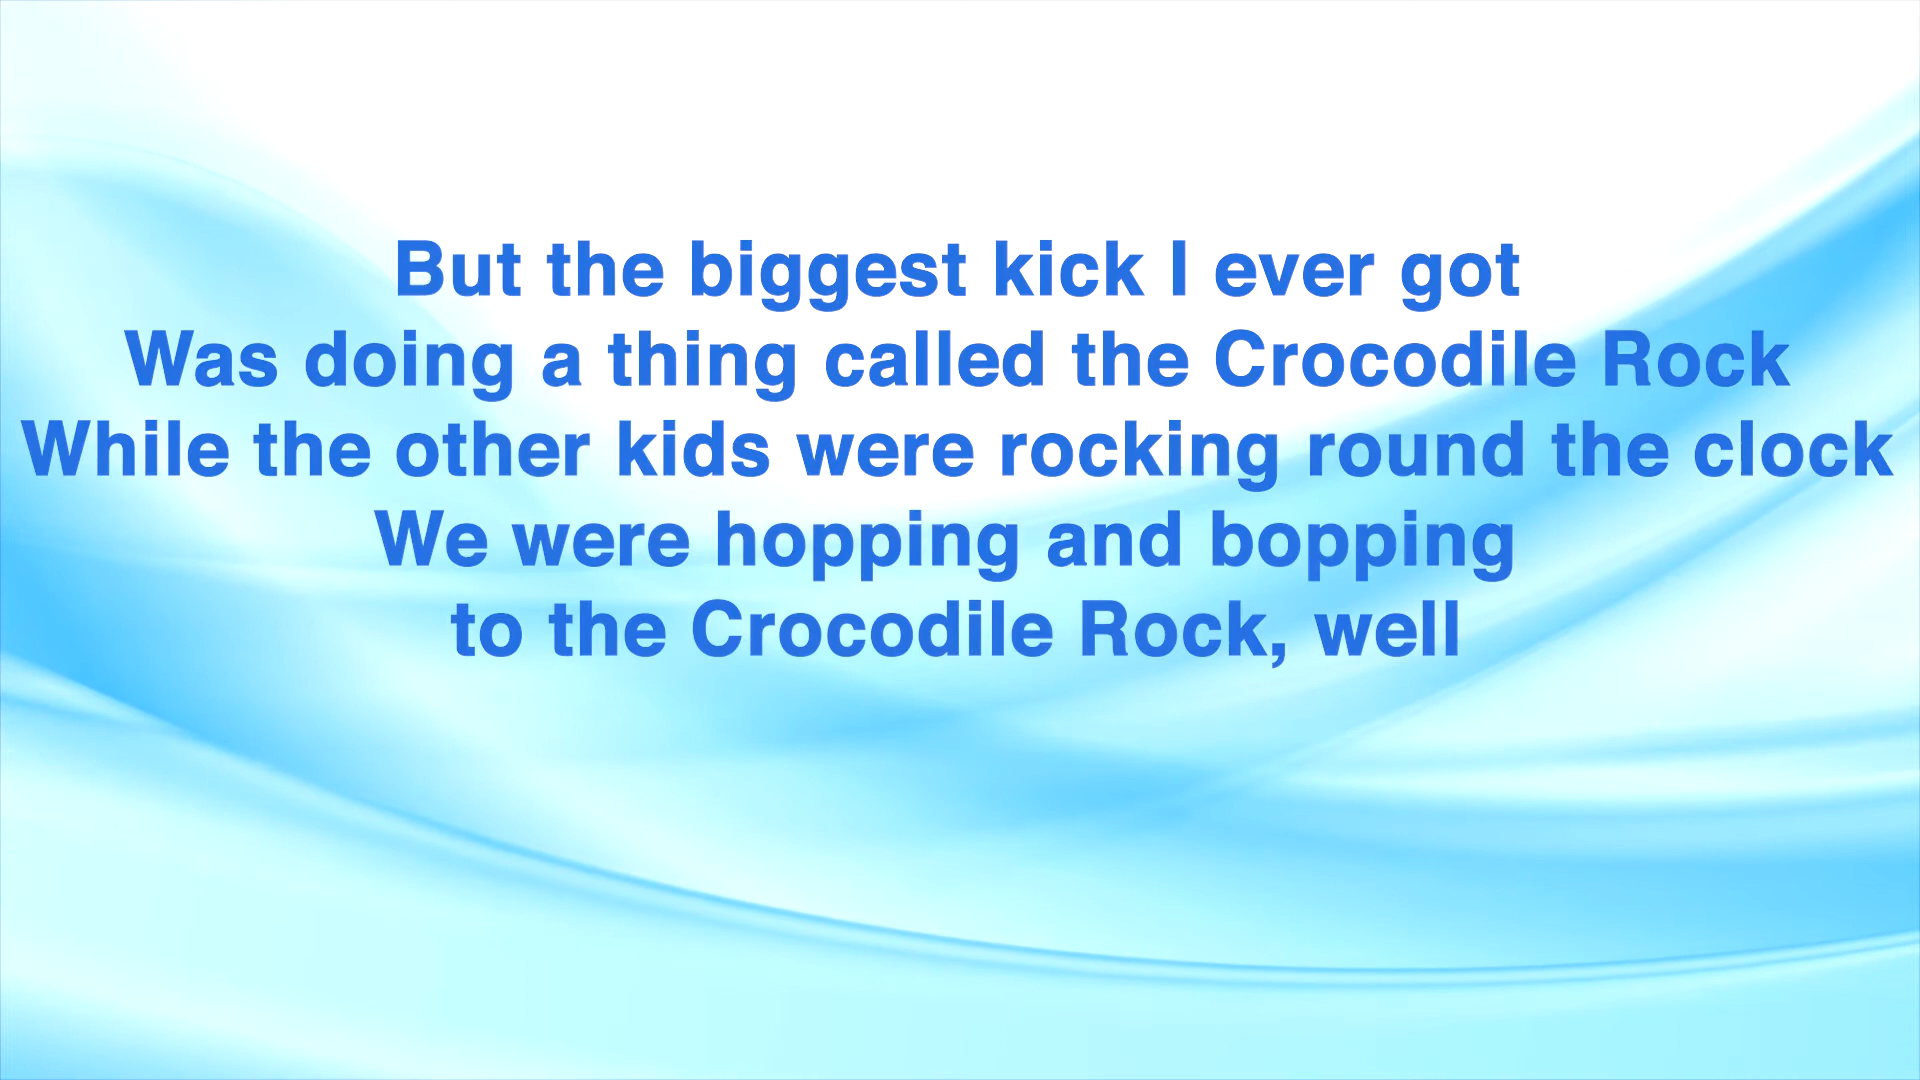 But the biggest kick I ever got
Was doing a thing called the Crocodile Rock
While the other kids were rocking round the clock
We were hopping and bopping
to the Crocodile Rock, well